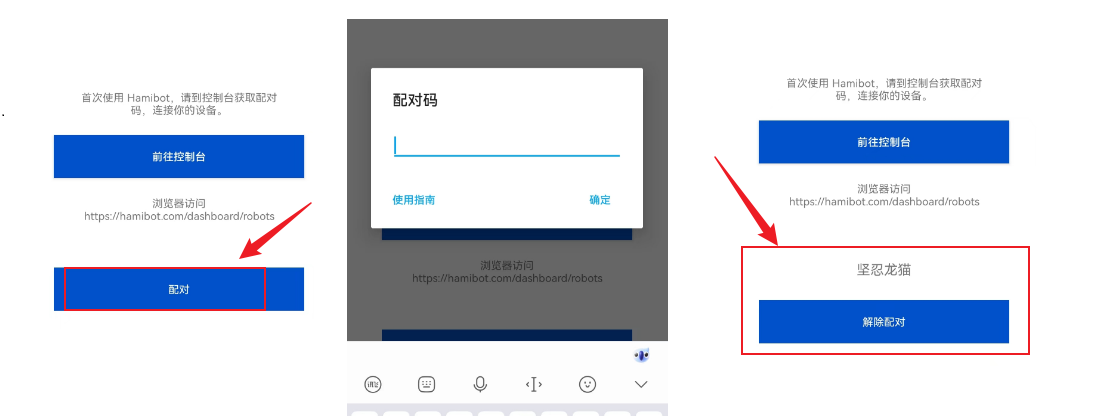 首次使用 Hamibot，请到控制台获取配对
码，连接你的设备。
前往控制台
浏览器访问
https://hamibot.com/dashboard/robots
配对
配对码
使用指南
确定
浏览器访问
https://hamibot.com/dashboard/robots
首次使用 Hamibot，请到控制台获取配对
码，连接你的设备。
前往控制台
浏览器访问
https://hamibot.com/dashboard/robots
坚忍龙猫
解除配对